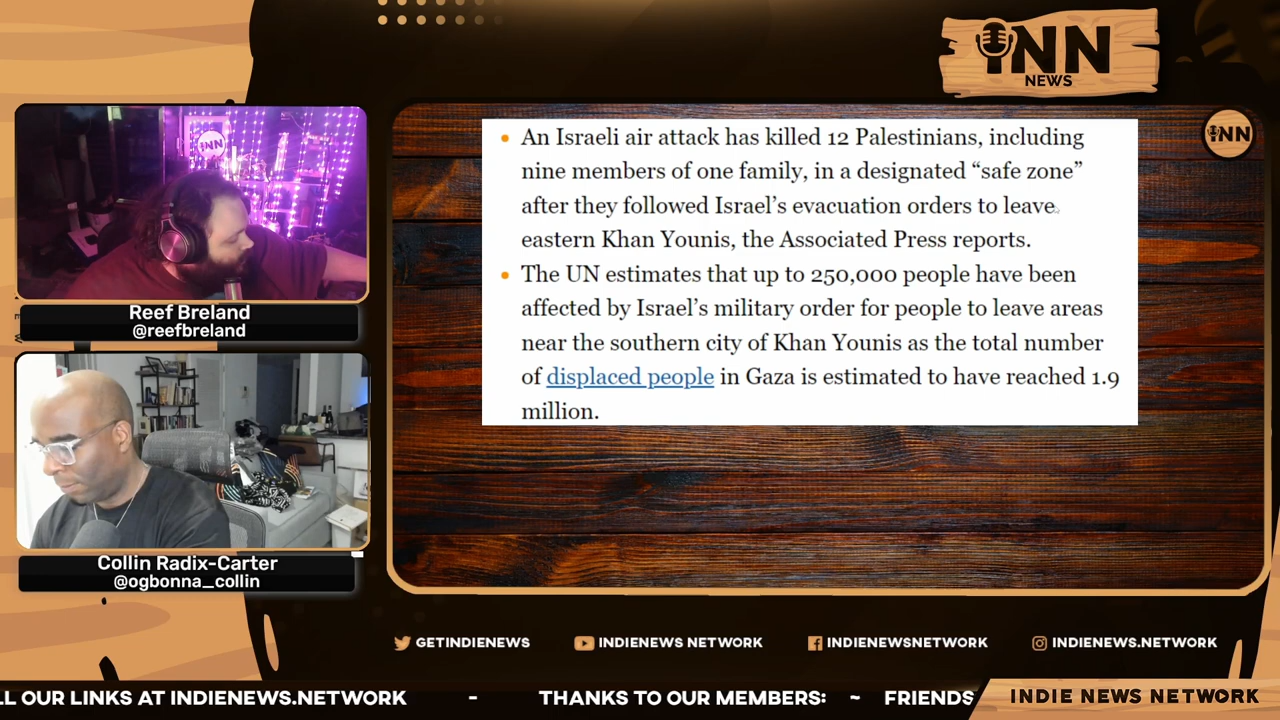 INN
NEWS
INN
An Israeli air attack has killed 12 Palestinians, including
nine members of one family, in a designated “safe zone”
after they followed Israel’s evacuation orders to leave
eastern Khan Younis, the Associated Press reports.
The UN estimates that up to 250,000 people have been
affected by Israel’s military order for people to leave areas
near the southern city of Khan Younis as the total number
of displaced people in Gaza is estimated to have reached 1.9
million.
INN
Reef Breland
@reefbreland
Collin Radix-Carter
@ogbonna_collin
GETINDIENEWS
INDIENEWS NETWORK
INDIENEWSNETWORK
INDIENEWS.NETWORK
LL OUR LINKS AT INDIENEWS.NETWORK - THANKS TO OUR MEMBERS: ~ FRIENDS
INDIE NEWS NETWORK